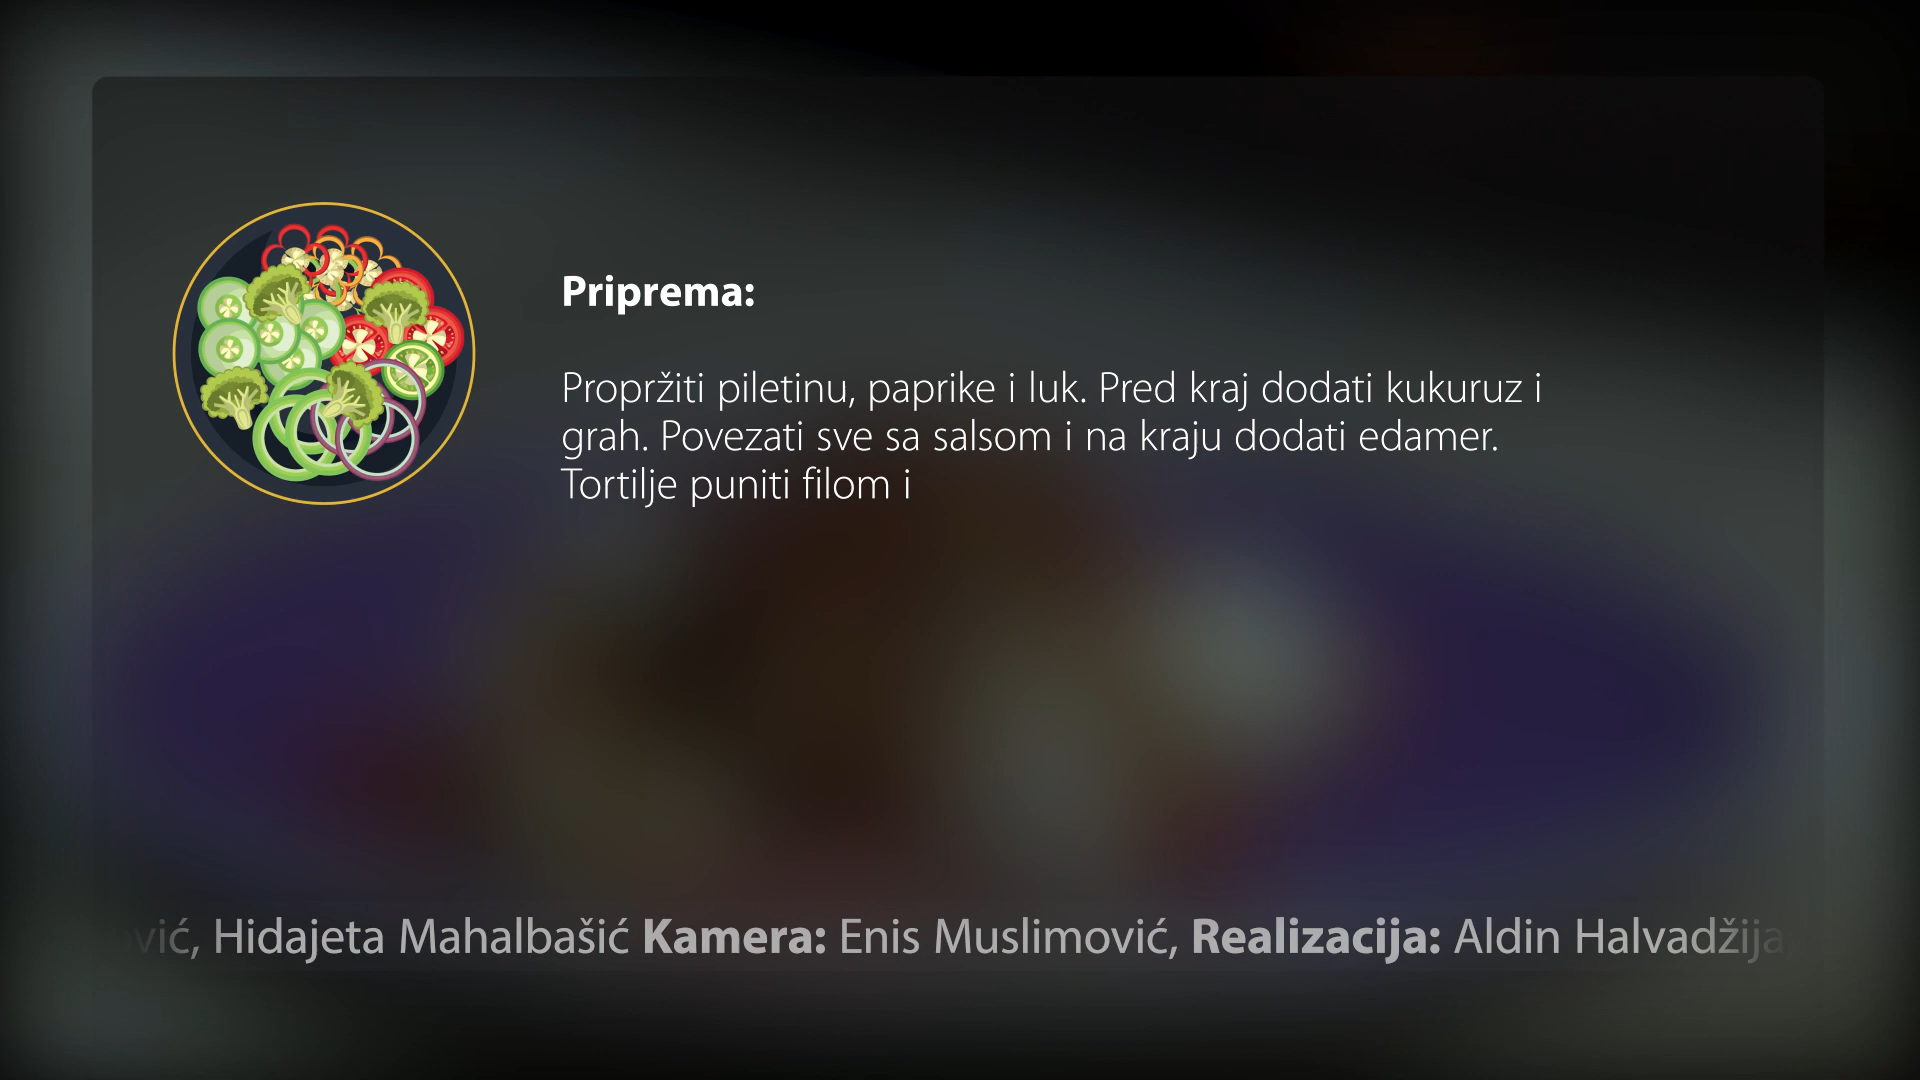 Priprema:
Propržiti piletinu, paprike i luk. Pred kraj dodati kukuruz i
grah. Povezati sve sa salsom i na kraju dodati edamer.
Tortilje puniti filom i
vić, Hidajeta Mahalbašić Kamera: Enis Muslimović, Realizacija: Aldin Halvadžija